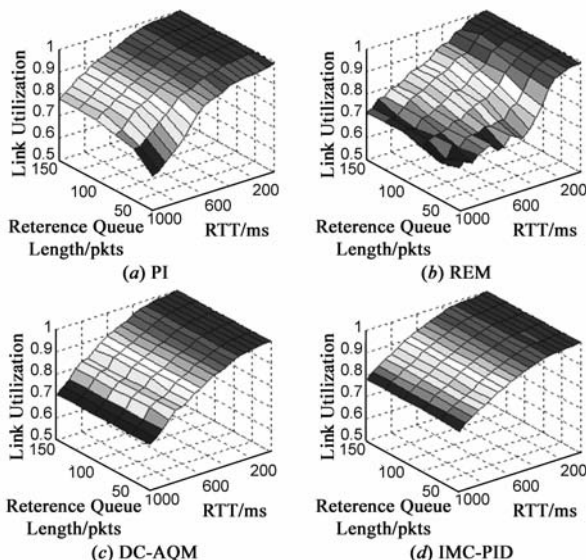 1
0.9
0.8
0.7
0.6
0.5
150
100
50
1000
600
200
Link Utilization
Reterence Queue
Length/pkts
RTT/ms
(a) PI
1
0.9
0.8
0.7
0.6
0.5
150
100
50
1000
600
200
Link Utilization
Reterence Queue
Length/pkts
RTT/ms
(b) REM
1
0.9
0.8
0.7
0.6
0.5
150
100
50
1000
600
200
Link Utilization
Reterence Queue
Length/pkts
RTT/ms
(c) DC-AQM
1
0.9
0.8
0.7
0.6
0.5
150
100
50
1000
600
200
Link Utilization
Reterence Queue
Length/pkts
RTT/ms
(d) IMC-PID